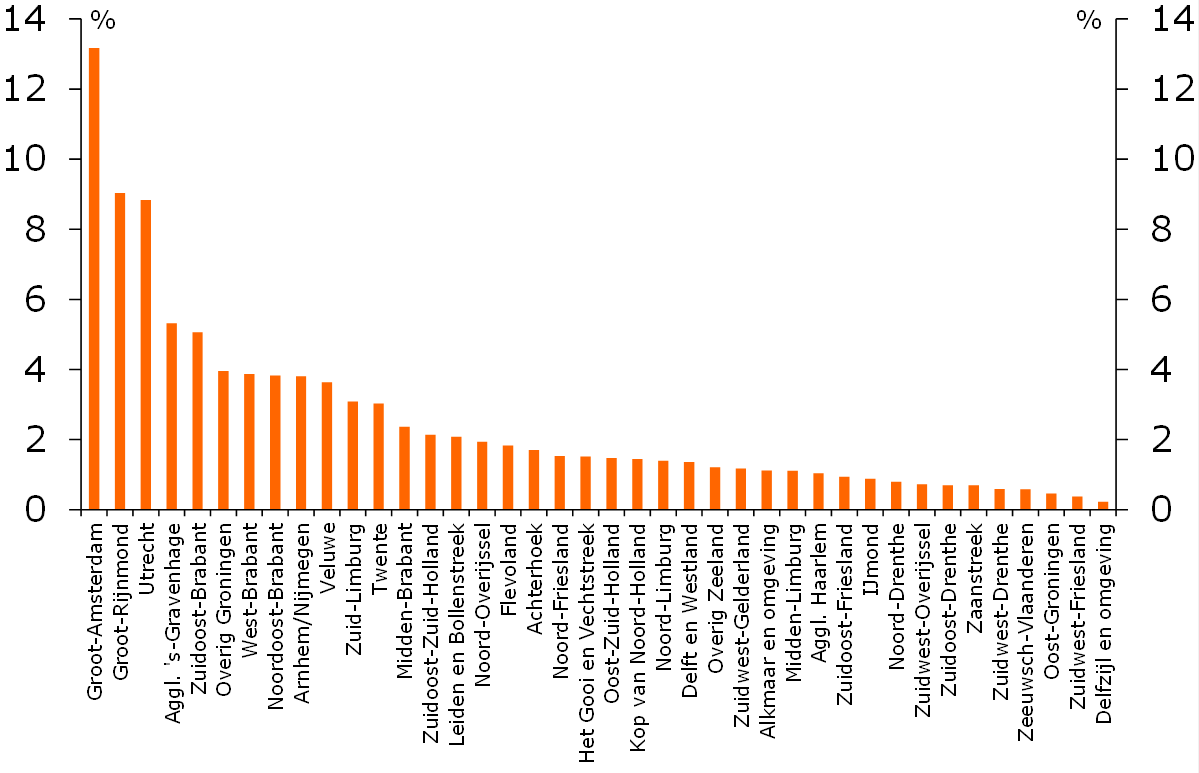 14 % % 14
12 12
10 10
8 8
6 6
4 4
2 2
0 0
Groot-Amsterdam
Groot-Rijnmond
Utrecht
Aggl. 's-Gravenhage
Zuidoost-Brabant
Overig Groningen
West-Brabant
Noordoost-Brabant
Arnhem/Nijmegen
Veluwe
Zuid-Limburg
Twente
Midden-Brabant
Zuidoost-Zuid-Holland
Leiden en Bollenstreek
Noord-Overijssel
Flevoland
Achterhoek
Noord-Friesland
Het Gooi en Vechtstreek
Oost-Zuid-Holland
Kop van Noord-Holland
Noord-Limburg
Delft en Westland
Overig Zeeland
Zuidwest-Gelderland
Alkmaar en omgeving
Midden-Limburg
Aggl. Haarlem
Zuidoost-Friesland
IJmond
Noord-Drenthe
Zuidwest-Overijssel
Zuidoost-Drenthe
Zaanstreek
Zuidwest-Drenthe
Zeeuwsch-Vlaanderen
Oost-Groningen
Zuidwest-Friesland
Delfzijl en omgeving